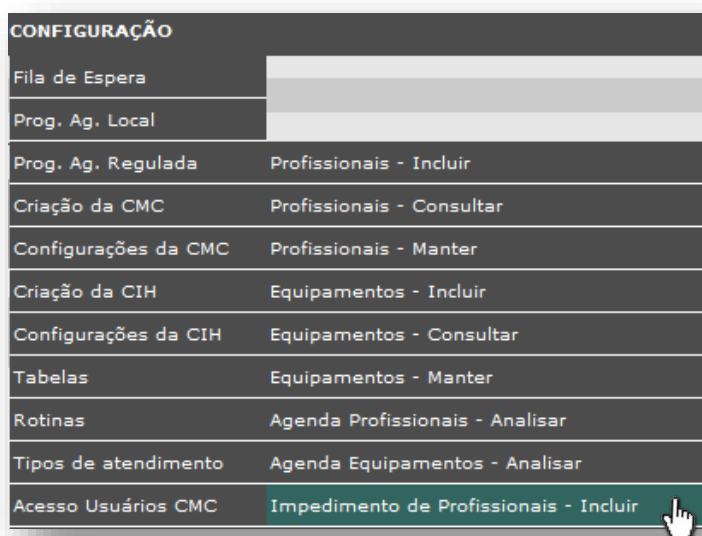 CONFIGURAÇÃO
Fila de Espera
Prog. Ag. Local
Prog. Ag. Regulada Profissionais - Incluir
Criação da CMC Profissionais - Consultar
Configurações da CMC Profissionais - Manter
Criação da CIH Equipamentos - Incluir
Configurações da CIH Equipamentos - Consultar
Tabelas Equipamentos - Manter
Rotinas Agenda Profissionais - Analisar
Tipos de atendimento Agenda Equipamentos - Analisar
Acesso Usuários CMC Impedimento de Profissionais - Incluir